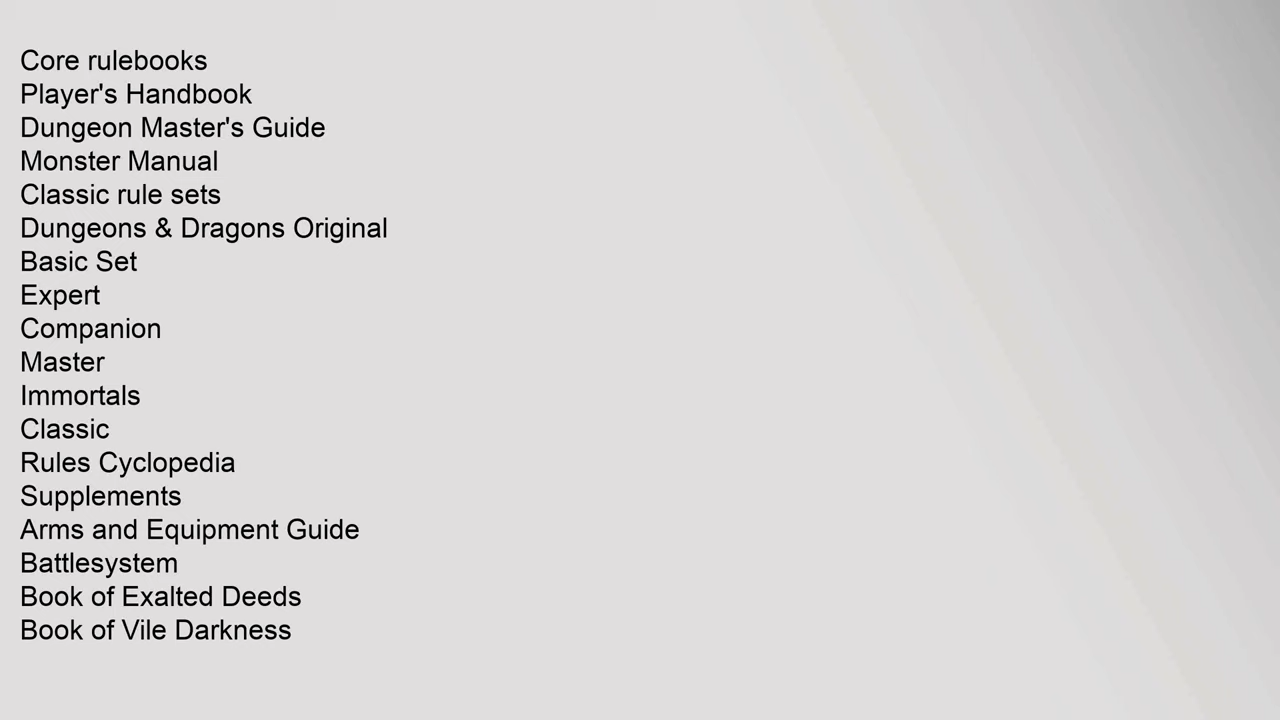 Core rulebooks
Player's Handbook
Dungeon Master's Guide
Monster Manual
Classic rule sets
Dungeons & Dragons Original
Basic Set
Expert
Companion
Master
Immortals
Classic
Rules Cyclopedia
Supplements
Arms and Equipment Guide
Battlesystem
Book of Exalted Deeds
Book of Vile Darkness